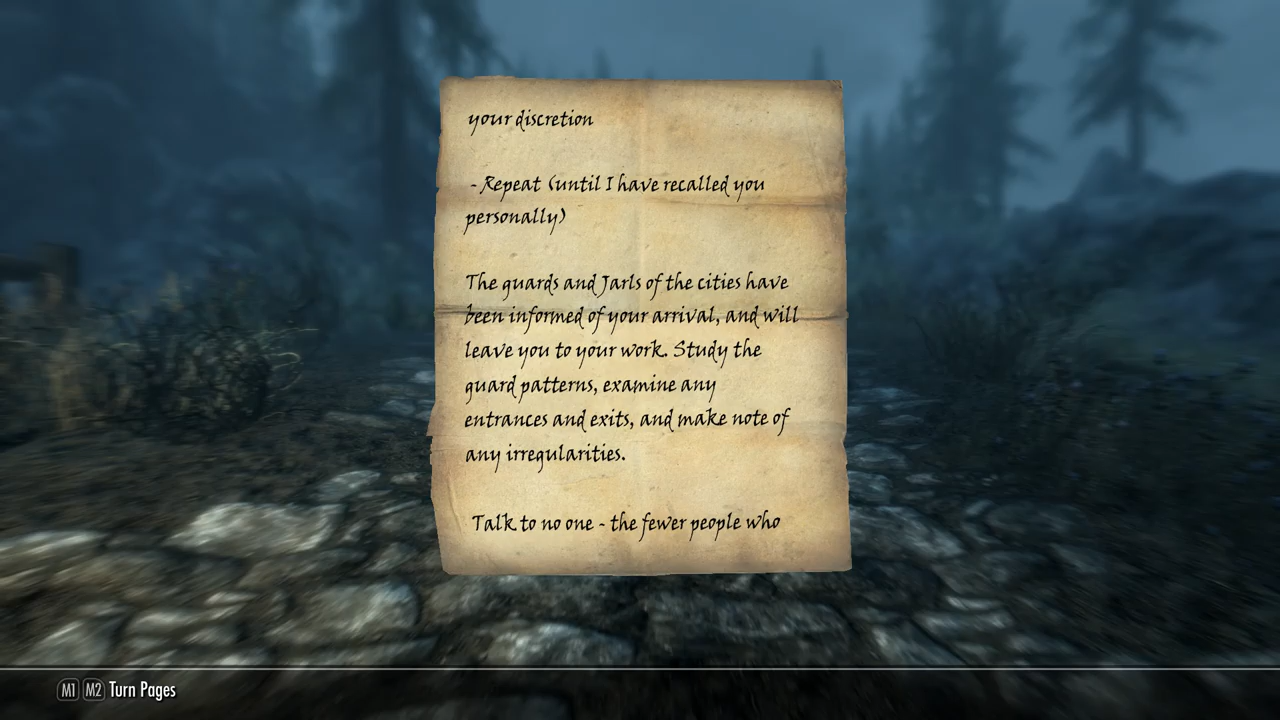 your discretion
- Repeat (until I have recalled you
personally)
The guards and Jarls of the cities have
been informed of your arrival, and will
leave you to your work. Study the
guard patterns, examine any
entrances and exits, and make note of
any irregularities.
Talk to no one - the fewer people who
M1 M2 Turn Pages